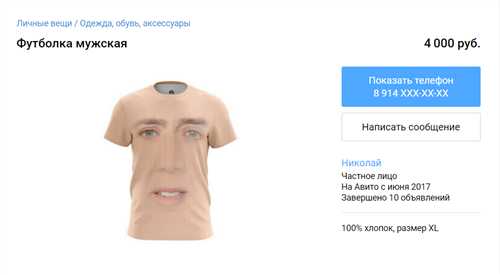 Личные вещи / Одежда, обувь, аксессуары
Футболка мужская
4 000 руб.
Показать телефон
8 914 XXX-XX-XX
Написать сообщение
Николай
Частное лицо
На Авито с июня 2017
Завершено 10 объявлений
100% хлопок, размер XL